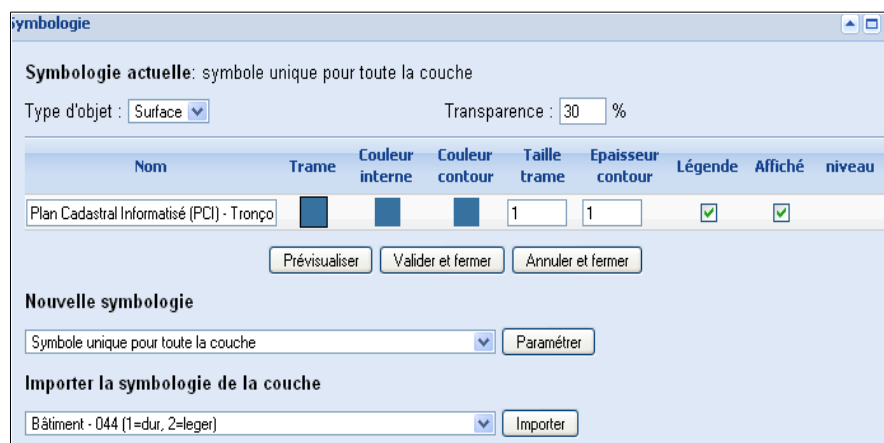 Symbologie
Symbologie actuelle: symbole unique pour toute la couche
Type d'objet : Surface Transparence : 30 %
Nom Trame Couleur interne Couleur contour Taille trame Epaisseur contour Légende Affiché niveau
Plan Cadastral Informatisé (PCI) - Tronço 1 1
Prévisualiser Valider et fermer Annuler et fermer
Nouvelle symbologie
Symbole unique pour toute la couche Paramétrer
Importer la symbologie de la couche
Bâtiment - 044 (1=dur, 2=leger) Importer